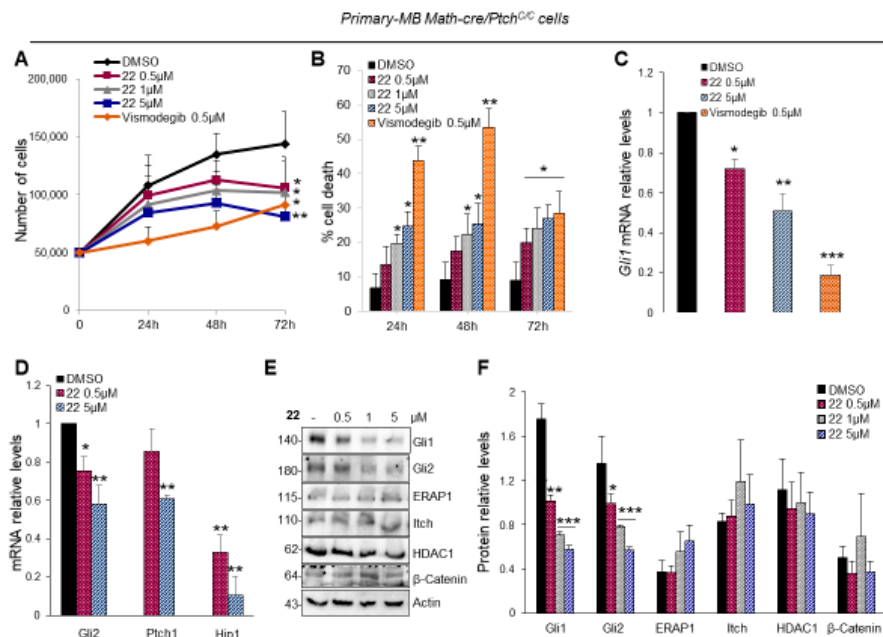 Primary-MB Math-cre/Ptch^C/C cells
A
DMSO
22 0.5µM
22 1µM
22 5µM
Vismodegib 0.5µM
Number of cells
200,000
150,000
100,000
50,000
0
0 24h 48h 72h
*
*
*
**
B
DMSO
22 0.5µM
22 1µM
22 5µM
Vismodegib 0.5µM
% cell death
70
60
50
40
30
20
10
0
24h 48h 72h
* * **
* * **
*
C
DMSO
22 0.5µM
22 5µM
Vismodegib 0.5µM
Gli1 mRNA relative levels
1.2
1
0.8
0.6
0.4
0.2
0
* ** ***
D
DMSO
22 0.5µM
22 5µM
mRNA relative levels
1.2
1
0.8
0.6
0.4
0.2
0
* ** ** ** **
Gli2 Ptch1 Hip1
E
22 - 0.5 1 5 µM
140 Gli1
180 Gli2
115 ERAP1
110 Itch
62 HDAC1
64 β-Catenin
43 Actin
F
DMSO
22 0.5µM
22 1µM
22 5µM
Protein relative levels
2
1.6
1.2
0.8
0.4
0
** *** * ***
Gli1 Gli2 ERAP1 Itch HDAC1 β-Catenin